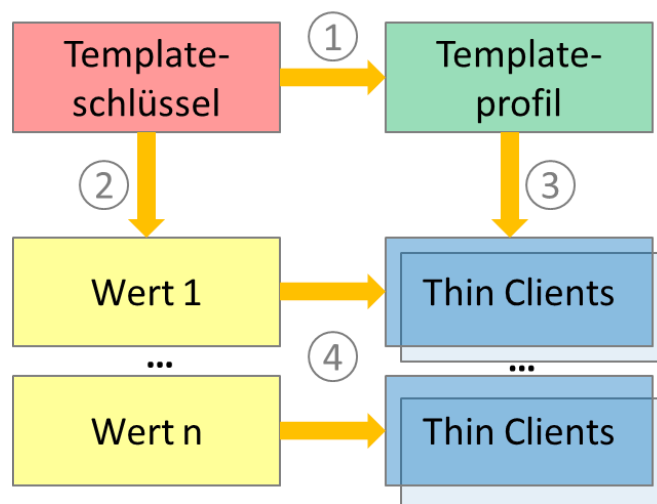 1
Template-
schlüssel
Template-
profil
2
3
Wert 1
Thin Clients
...
4
...
Wert n
Thin Clients